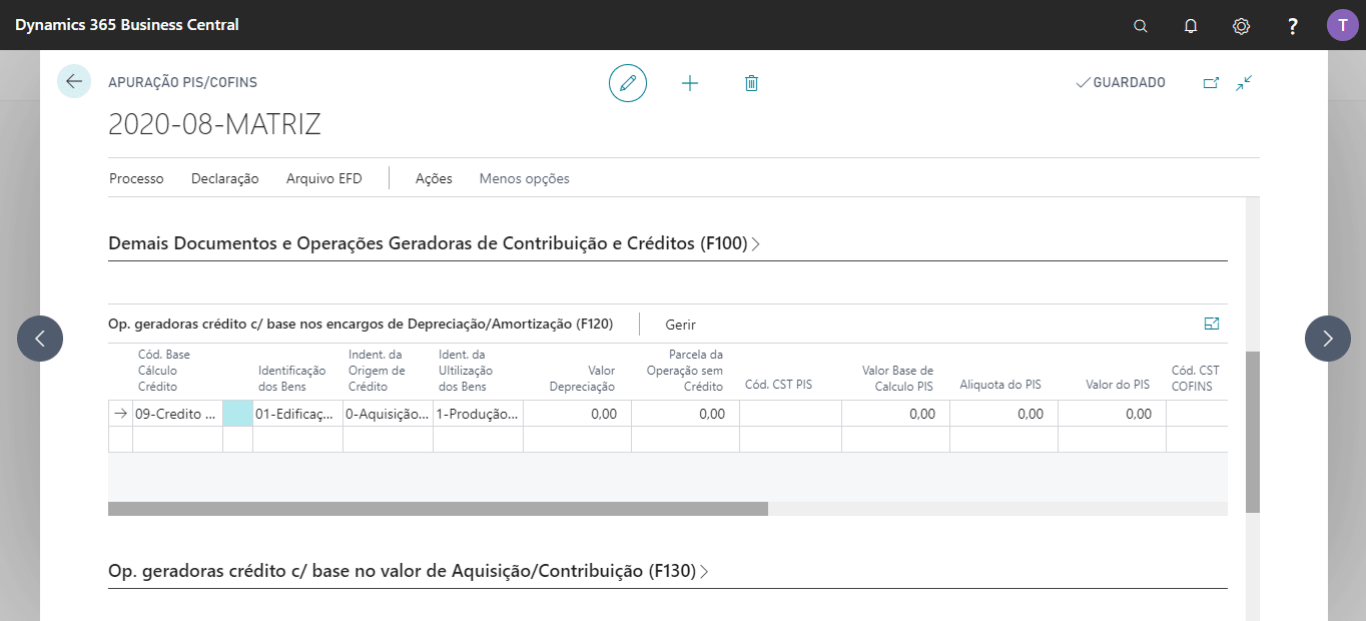 Dynamics 365 Business Central
? T
APURAÇÃO PIS/COFINS
GUARDADO
2020-08-MATRIZ
Processo Declaração Arquivo EFD Ações Menos opções
Demais Documentos e Operações Geradoras de Contribuição e Créditos (F100)
Op. geradoras crédito c/ base nos encargos de Depreciação/Amortização (F120) Gerir
Cód. Base Cálculo Crédito
Identificação dos Bens
Indent. da Origem de Crédito
Ident. da Ultilização dos Bens
Valor Depreciação
Parcela da Operação sem Crédito
Cód. CST PIS
Valor Base de Calculo PIS
Aliquota do PIS
Valor do PIS
Cód. CST COFINS
09-Credito ... 01-Edificaç... 0-Aquisição... 1-Produção... 0,00 0,00 0,00 0,00 0,00
Op. geradoras crédito c/ base no valor de Aquisição/Contribuição (F130)